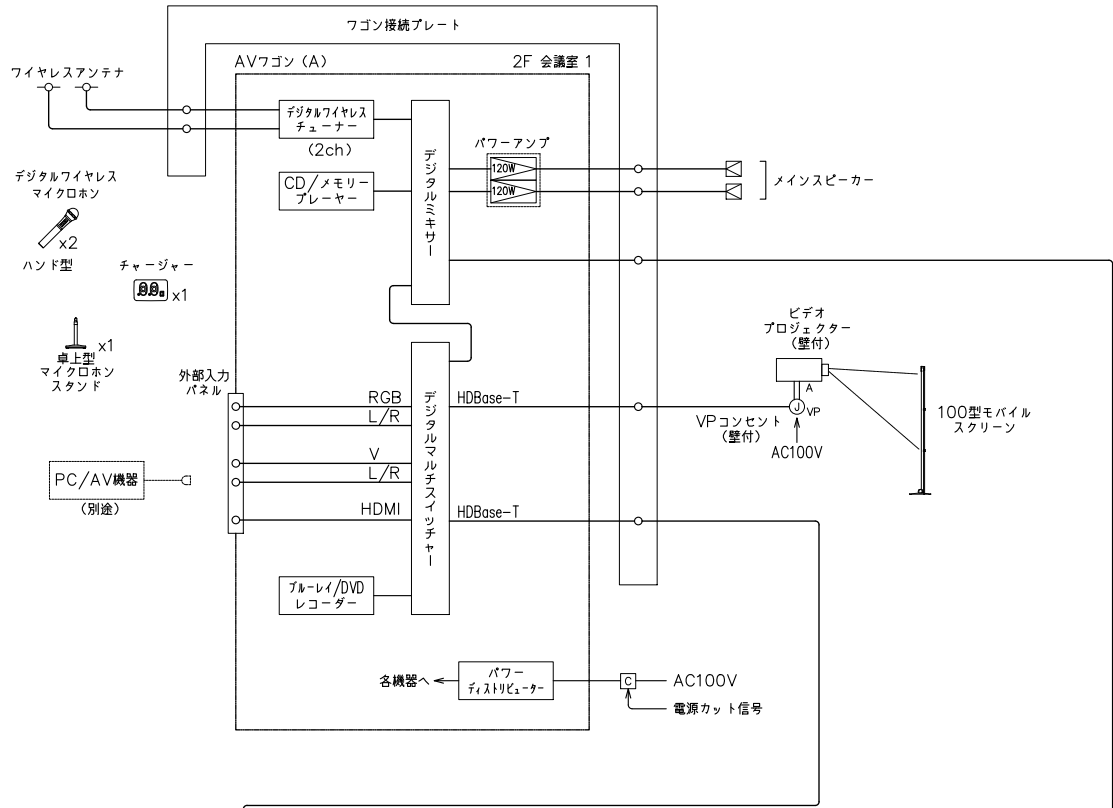 ワゴン接続プレート
AVワゴン (A)
2F 会議室 1
ワイヤレスアンテナ
デジタルワイヤレス
チューナー
(2ch)
CD/メモリー
プレーヤー
デジタルミキサー
パワーアンプ
120W
120W
メインスピーカー
デジタルワイヤレス
マイクロホン
x2
ハンド型
チャージャー
x1
x1
卓上型
マイクロホン
スタンド
外部入力
パネル
RGB
L/R
V
L/R
HDMI
デジタルマルチスイッチャー
HDBase-T
HDBase-T
PC/AV機器
(別途)
ブルーレイ/DVD
レコーダー
ビデオ
プロジェクター
(壁付)
A
J
VP
VPコンセント
(壁付)
AC100V
100型モバイル
スクリーン
各機器へ
パワー
ディストリビューター
C
AC100V
電源カット信号